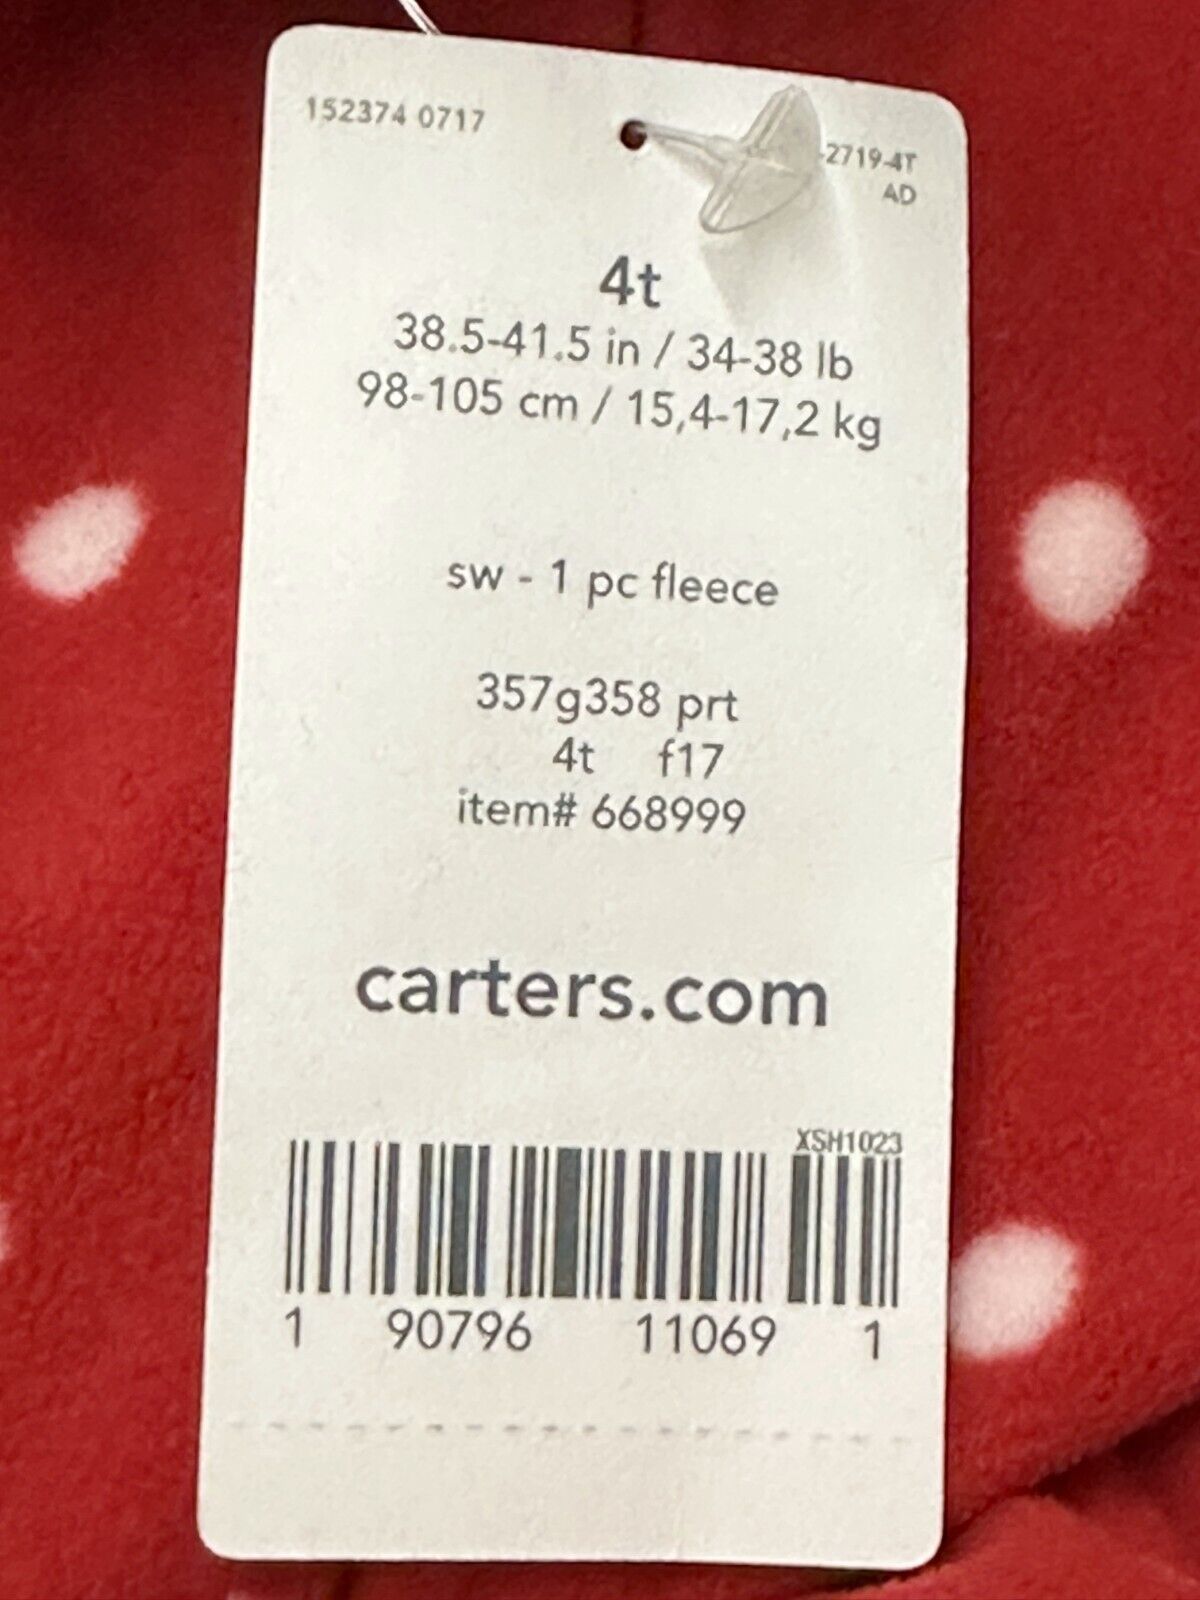 152374 0717
-2719-4T
AD
4t
38.5-41.5 in / 34-38 lb
98-105 cm / 15,4-17,2 kg
sw - 1 pc fleece
357g358 prt
4t f17
item# 668999
carters.com
XSH1023
1 90796 11069 1